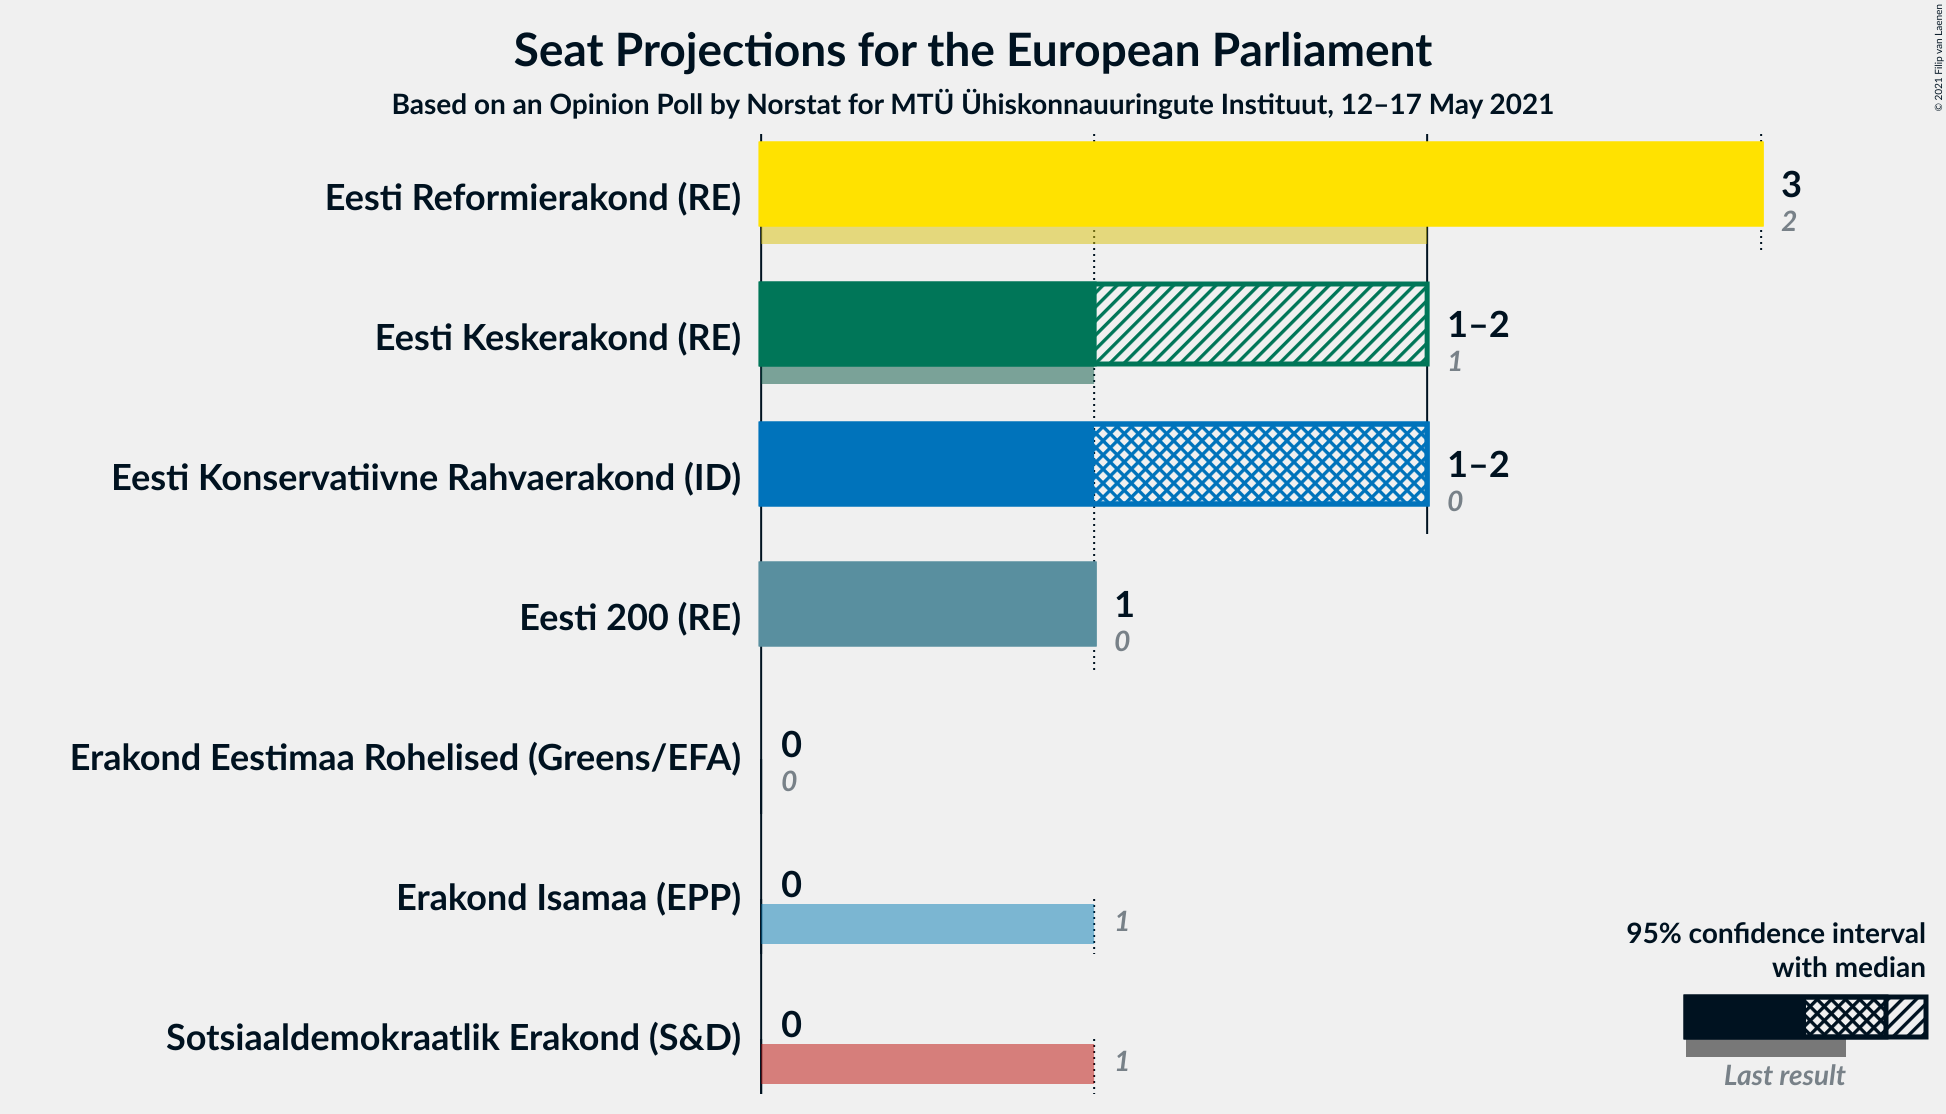 Seat Projections for the European Parliament
Based on an Opinion Poll by Norstat for MTÜ Ühiskonnauuringute Instituut, 12–17 May 2021
© 2021 Filip van Laenen
Eesti Reformierakond (RE)
3
2
Eesti Keskerakond (RE)
1–2
1
Eesti Konservatiivne Rahvaerakond (ID)
1–2
0
Eesti 200 (RE)
1
0
Erakond Eestimaa Rohelised (Greens/EFA)
0
0
Erakond Isamaa (EPP)
0
1
Sotsiaaldemokraatlik Erakond (S&D)
0
1
95% confidence interval
with median
Last result